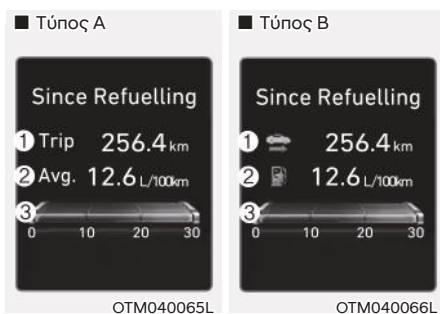 ■ Τύπος A
Since Refuelling
1 Trip 256.4 km
2 Avg. 12.6 L/100km
3
0 10 20 30
OTM040065L
■ Τύπος B
Since Refuelling
1 256.4 km
2 12.6 L/100km
3
0 10 20 30
OTM040066L